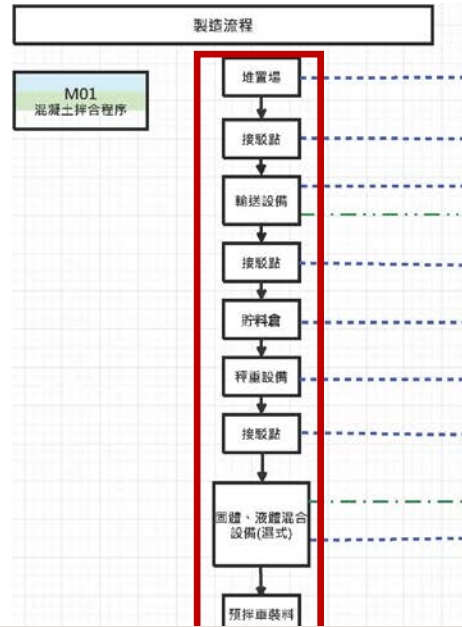 製造流程
M01
混凝土拌合程序
堆置場
接駁點
輸送設備
接駁點
貯料倉
秤重設備
接駁點
固體、液體混合
設備(濕式)
預拌車裝料